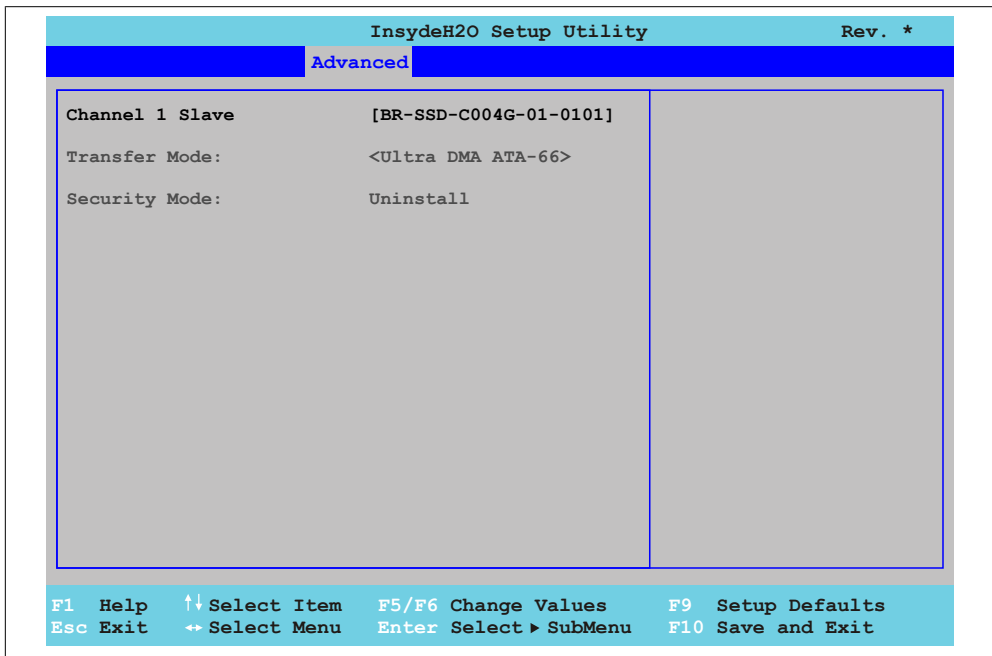 InsydeH2O Setup Utility Rev. *
Advanced
Channel 1 Slave [BR-SSD-C004G-01-0101]
Transfer Mode: <Ultra DMA ATA-66>
Security Mode: Uninstall
F1 Help ↑↓ Select Item F5/F6 Change Values F9 Setup Defaults
Esc Exit ↔ Select Menu Enter Select ▶ SubMenu F10 Save and Exit